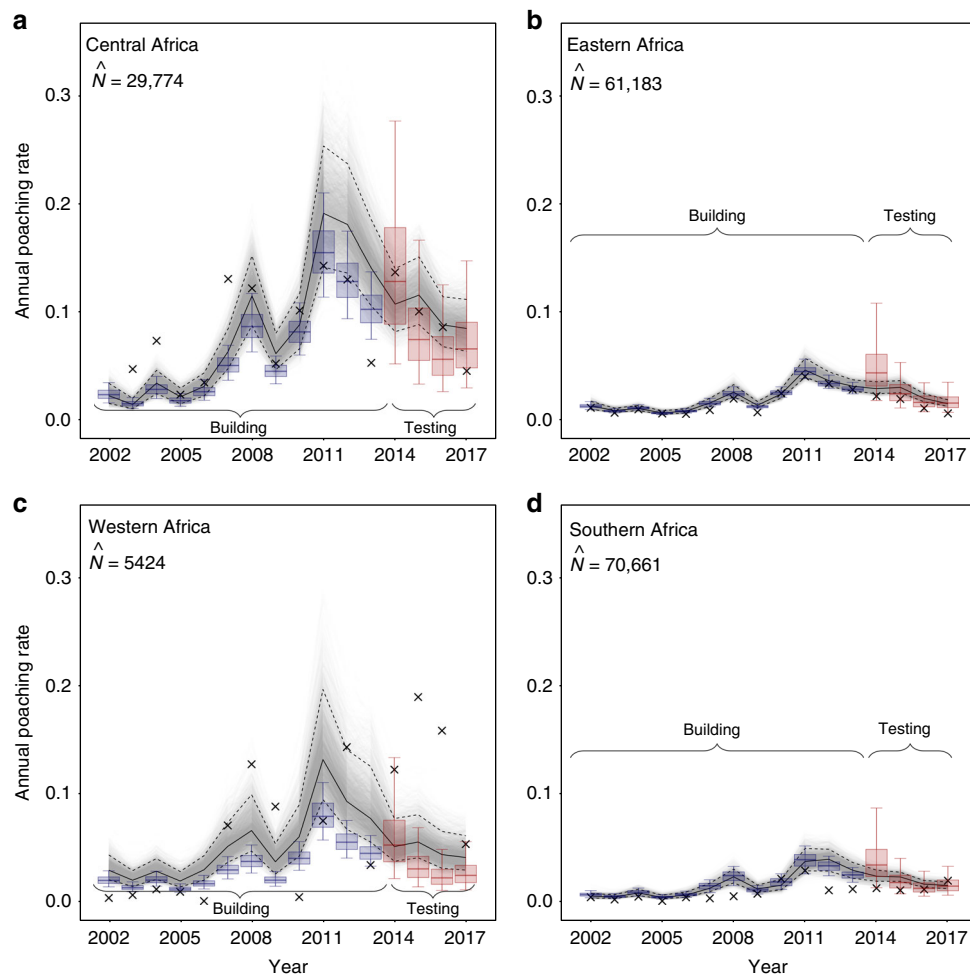 a
Central Africa
N̂ = 29,774
Annual poaching rate
0.3
0.2
0.1
0.0
Building
Testing
2002 2005 2008 2011 2014 2017
b
Eastern Africa
N̂ = 61,183
0.3
0.2
0.1
0.0
Building
Testing
2002 2005 2008 2011 2014 2017
c
Western Africa
N̂ = 5424
Annual poaching rate
0.3
0.2
0.1
0.0
Building
Testing
2002 2005 2008 2011 2014 2017
Year
d
Southern Africa
N̂ = 70,661
0.3
0.2
0.1
0.0
Building
Testing
2002 2005 2008 2011 2014 2017
Year